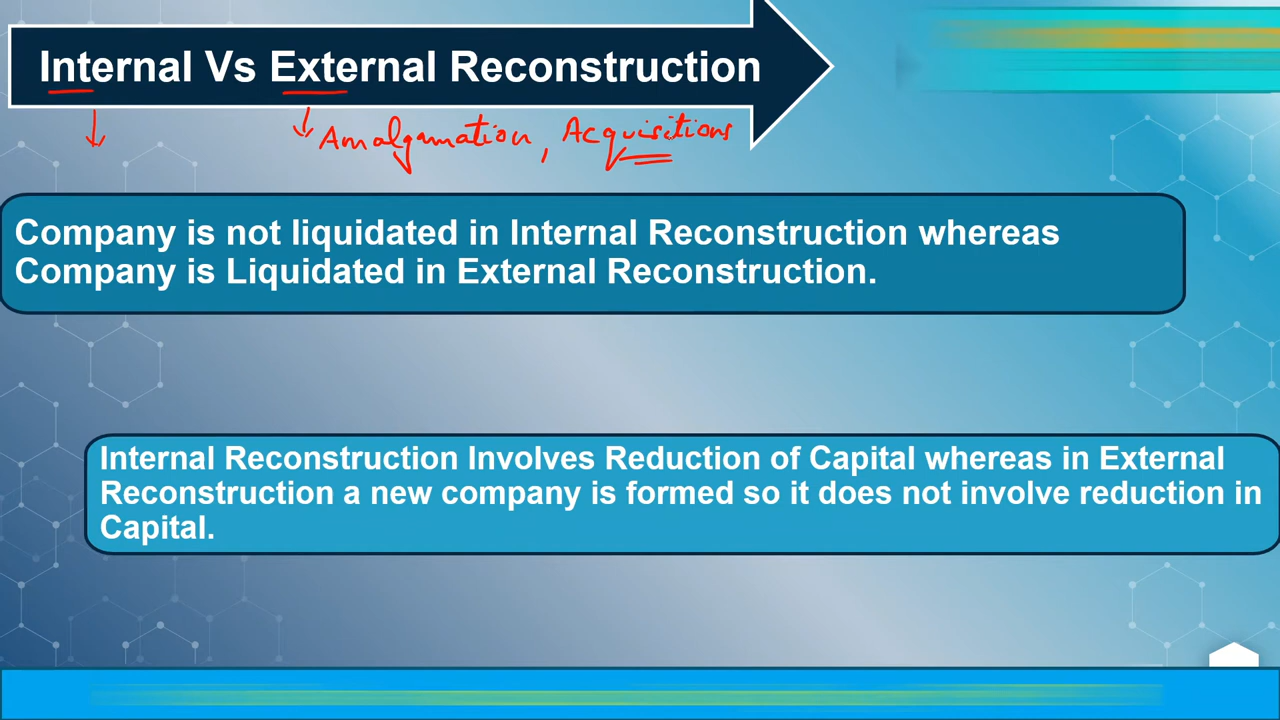 Internal Vs External Reconstruction
Amalgamation, Acquisitions
Company is not liquidated in Internal Reconstruction whereas
Company is Liquidated in External Reconstruction.
Internal Reconstruction Involves Reduction of Capital whereas in External
Reconstruction a new company is formed so it does not involve reduction in
Capital.